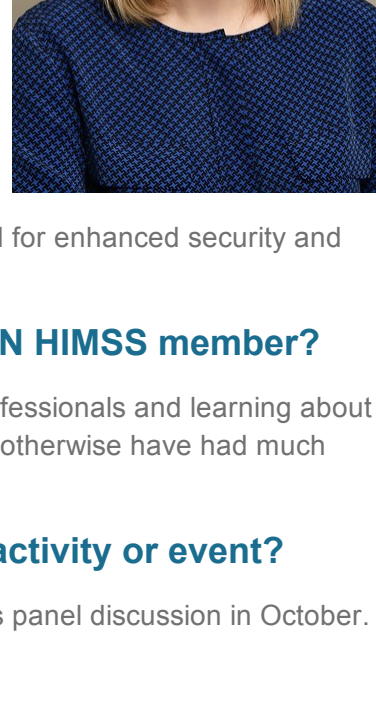 for enhanced security and
N HIMSS member?
fessionals and learning about
otherwise have had much
activity or event?
s panel discussion in October.